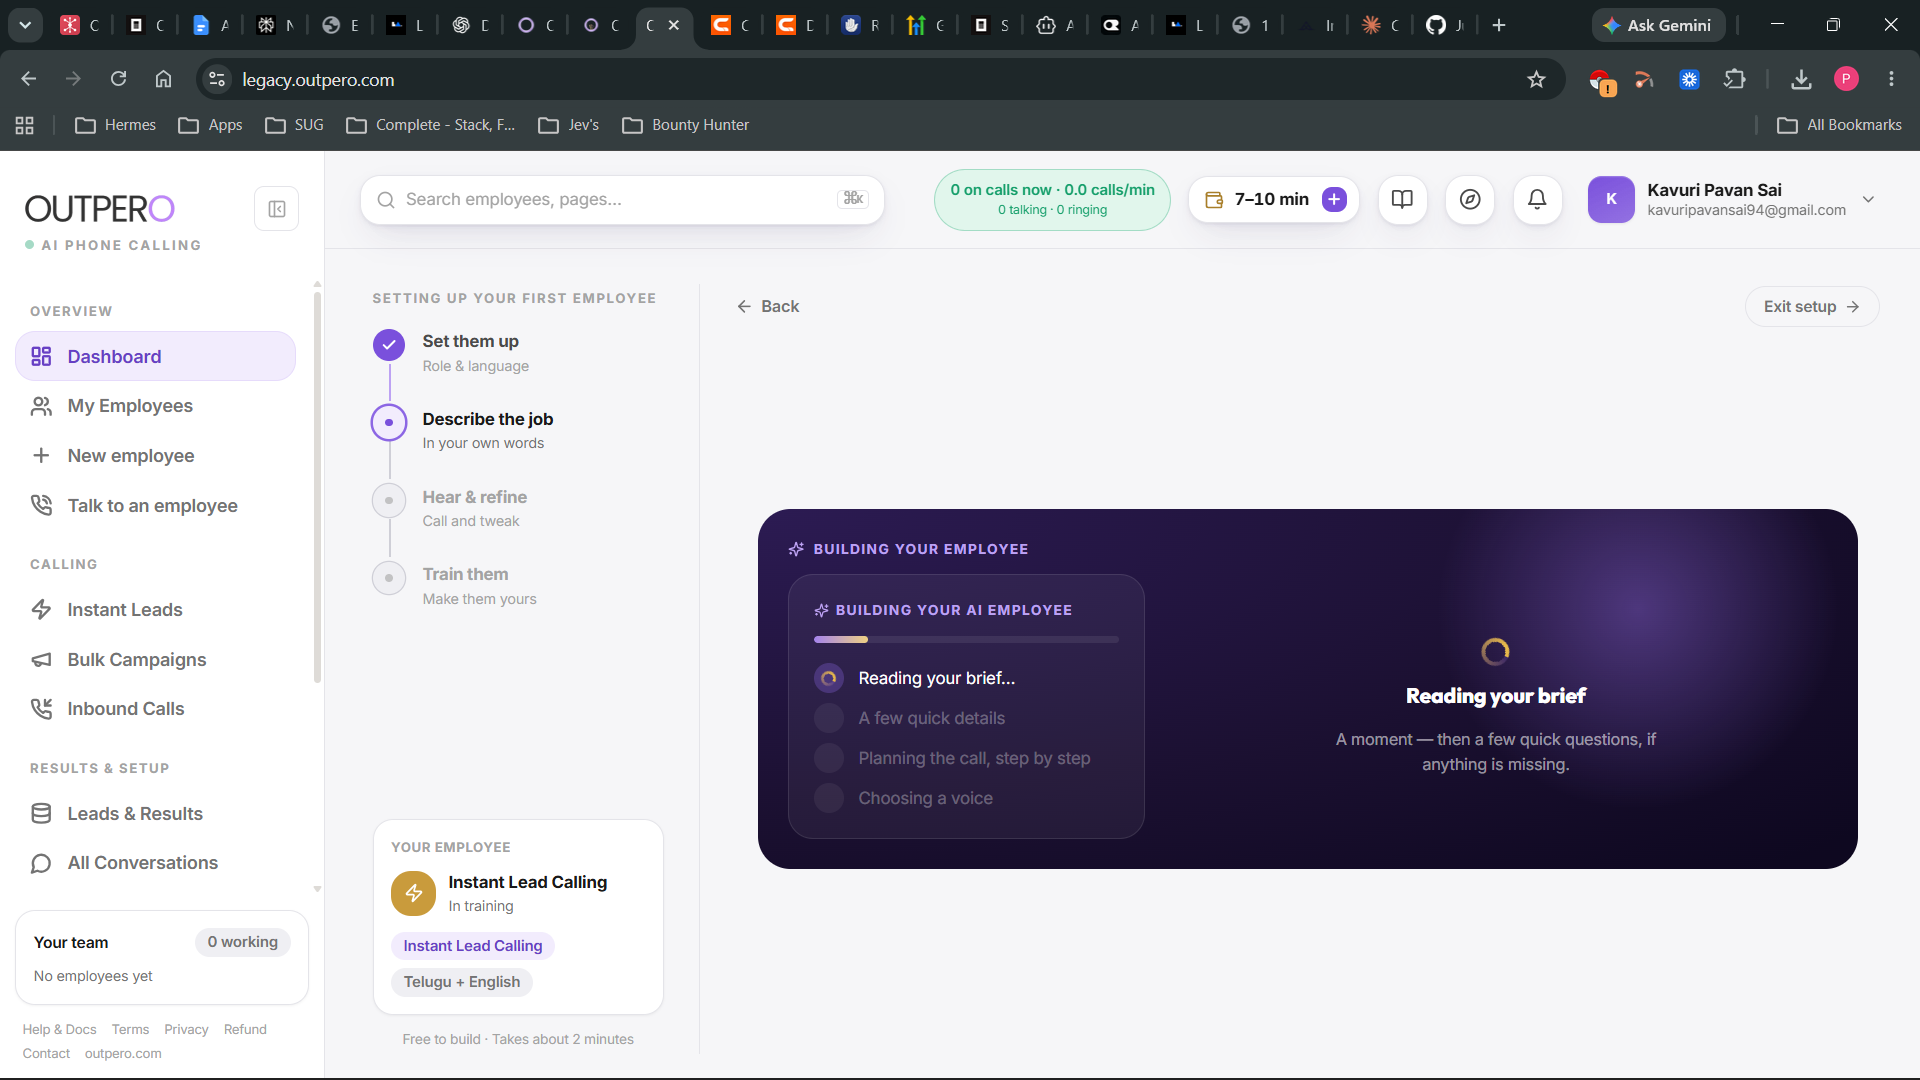 Ask Gemini
legacy.outpero.com
Hermes
Apps
SUG
Complete - Stack, F...
Jev's
Bounty Hunter
All Bookmarks
OUTPERO
AI PHONE CALLING
Search employees, pages...
⌘k
0 on calls now · 0.0 calls/min
0 talking · 0 ringing
7–10 min
K
Kavuri Pavan Sai
kavuripavansai94@gmail.com
OVERVIEW
Dashboard
My Employees
New employee
Talk to an employee
CALLING
Instant Leads
Bulk Campaigns
Inbound Calls
RESULTS & SETUP
Leads & Results
All Conversations
Your team
0 working
No employees yet
Help & Docs Terms Privacy Refund
Contact outpero.com
SETTING UP YOUR FIRST EMPLOYEE
Set them up
Role & language
Describe the job
In your own words
Hear & refine
Call and tweak
Train them
Make them yours
YOUR EMPLOYEE
Instant Lead Calling
In training
Instant Lead Calling
Telugu + English
Free to build · Takes about 2 minutes
Back
Exit setup
BUILDING YOUR EMPLOYEE
BUILDING YOUR AI EMPLOYEE
Reading your brief...
A few quick details
Planning the call, step by step
Choosing a voice
Reading your brief
A moment — then a few quick questions, if
anything is missing.